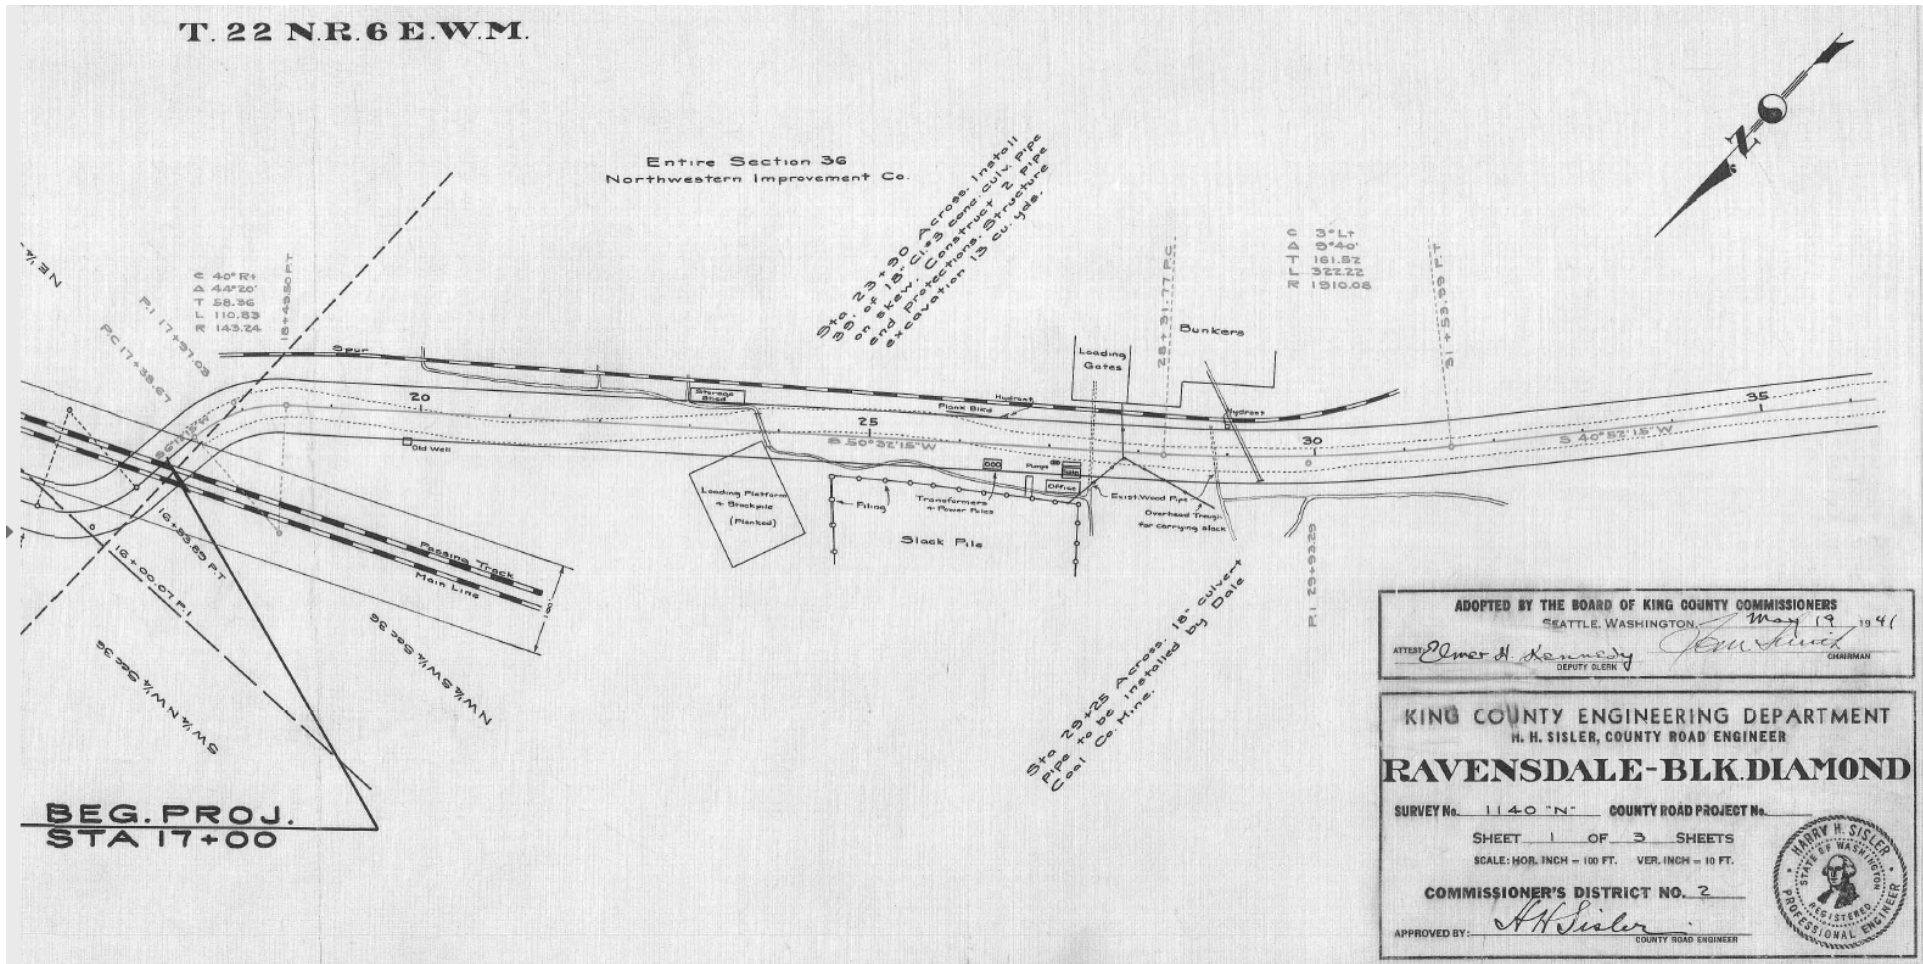 T. 22 N.R. 6 E.W.M.
Entire Section 36
Northwestern Improvement Co.
Sta. 23+90 Across. Install
39' of 18" Cl. #3 conc. culv. pipe
on skew. Construct 2 pipe
end protections. Structure
excavation 13 cu. yds.
NE ¼
C 40° Rt
Δ 44°20'
T 58.36
L 110.83
R 143.24
18+49.50 P.T
P.I 17+97.03
P.C 17+38.67
C 3° Lt
Δ 9°40'
T 161.52
L 322.22
R 1910.08
28+31.77 P.C.
31+53.99 P.T
Bunkers
Loading
Gates
Spur
Storage
Shed
Hydrant
Plank Blkd
Hydrant
20
25
30
35
S 50°32'15"W
S 40°52'15"W
Old Well
Loading Platform
+ Stockpile
(Planked)
Piling
Transformers
+ Power Poles
Pumps
Office
Exist. Wood Pipe
Overhead Trough
for carrying slack
Slack Pile
16+83.89 P.T
16+00.07 P.I
Passing Track
Main Line
P.I. 29+93.29
Sta 29+25 Across. 18" culvert
pipe to be installed by Dale
Coal Co. Mine.
NW¼ SW¼ Sec 36
SW¼ NW¼ Sec 36
BEG. PROJ.
STA 17+00
ADOPTED BY THE BOARD OF KING COUNTY COMMISSIONERS
SEATTLE, WASHINGTON, May 19 1941
ATTEST: Elmer H. Kennedy
DEPUTY CLERK
CHAIRMAN
KING COUNTY ENGINEERING DEPARTMENT
H. H. SISLER, COUNTY ROAD ENGINEER
RAVENSDALE-BLK.DIAMOND
SURVEY No. 1140 "N" COUNTY ROAD PROJECT No.
SHEET 1 OF 3 SHEETS
SCALE: HOR. INCH = 100 FT. VER. INCH = 10 FT.
COMMISSIONER'S DISTRICT NO. 2
APPROVED BY: H H Sisler
COUNTY ROAD ENGINEER
HARRY H. SISLER
STATE OF WASHINGTON
REGISTERED
PROFESSIONAL ENGINEER
N